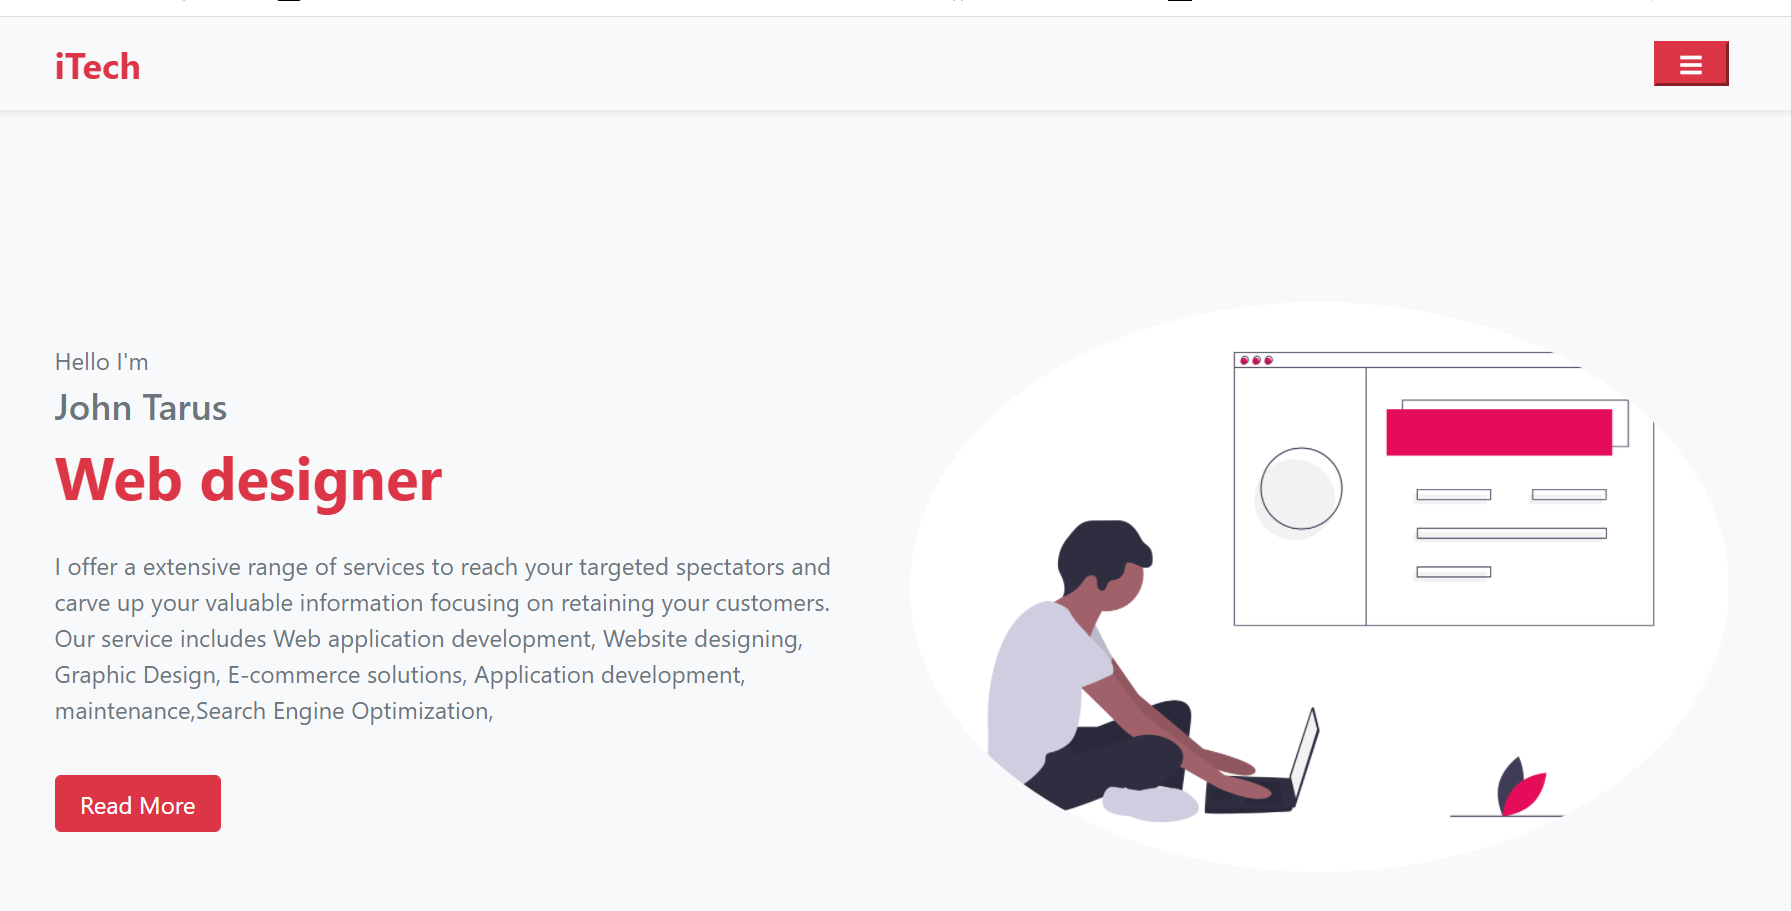 iTech
Hello I'm
John Tarus
Web designer
I offer a extensive range of services to reach your targeted spectators and
carve up your valuable information focusing on retaining your customers.
Our service includes Web application development, Website designing,
Graphic Design, E-commerce solutions, Application development,
maintenance,Search Engine Optimization,
Read More